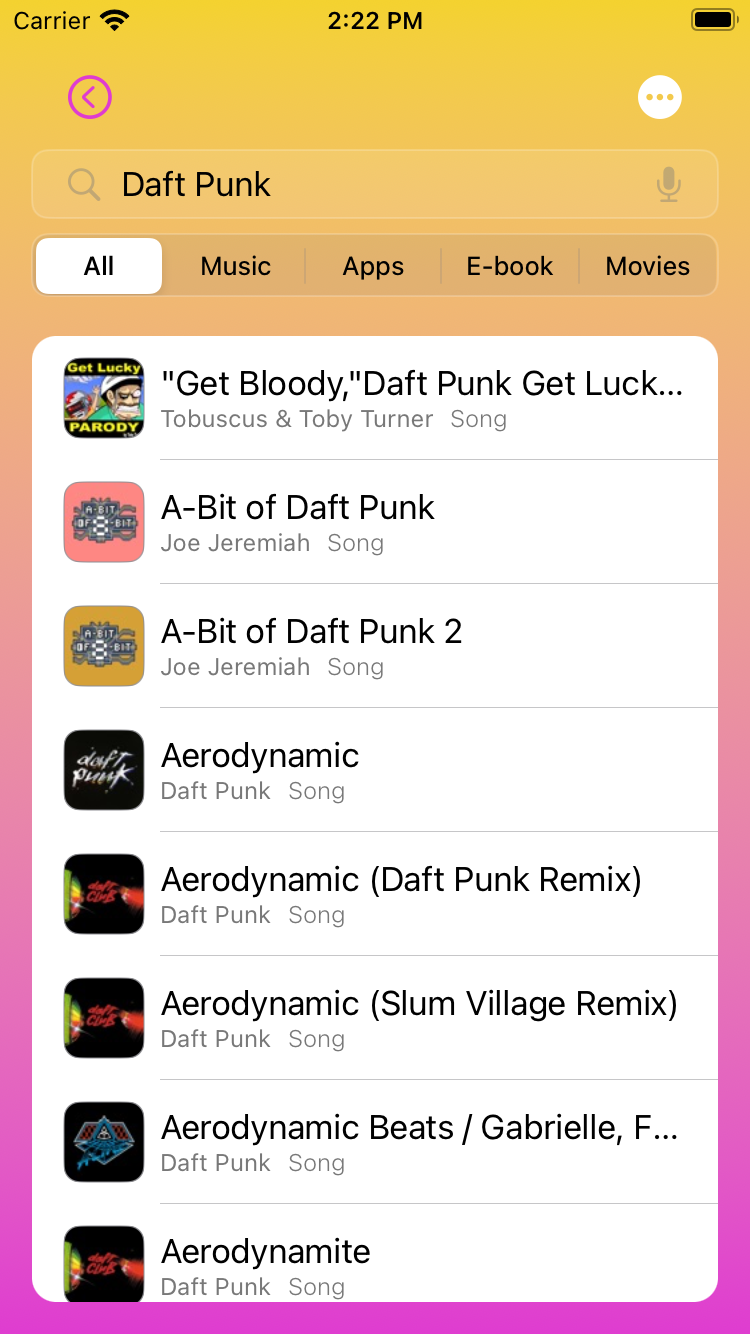 Carrier 2:22 PM
Daft Punk
All Music Apps E-book Movies
Get Lucky
PARODY
"Get Bloody,"Daft Punk Get Luck...
Tobuscus & Toby Turner Song
A-BIT
OF 8-BIT
A-Bit of Daft Punk
Joe Jeremiah Song
A-BIT
OF 8-BIT
A-Bit of Daft Punk 2
Joe Jeremiah Song
daft
punk
Aerodynamic
Daft Punk Song
daft
club
Aerodynamic (Daft Punk Remix)
Daft Punk Song
daft
club
Aerodynamic (Slum Village Remix)
Daft Punk Song
Aerodynamic Beats / Gabrielle, F...
Daft Punk Song
daft
club
Aerodynamite
Daft Punk Song